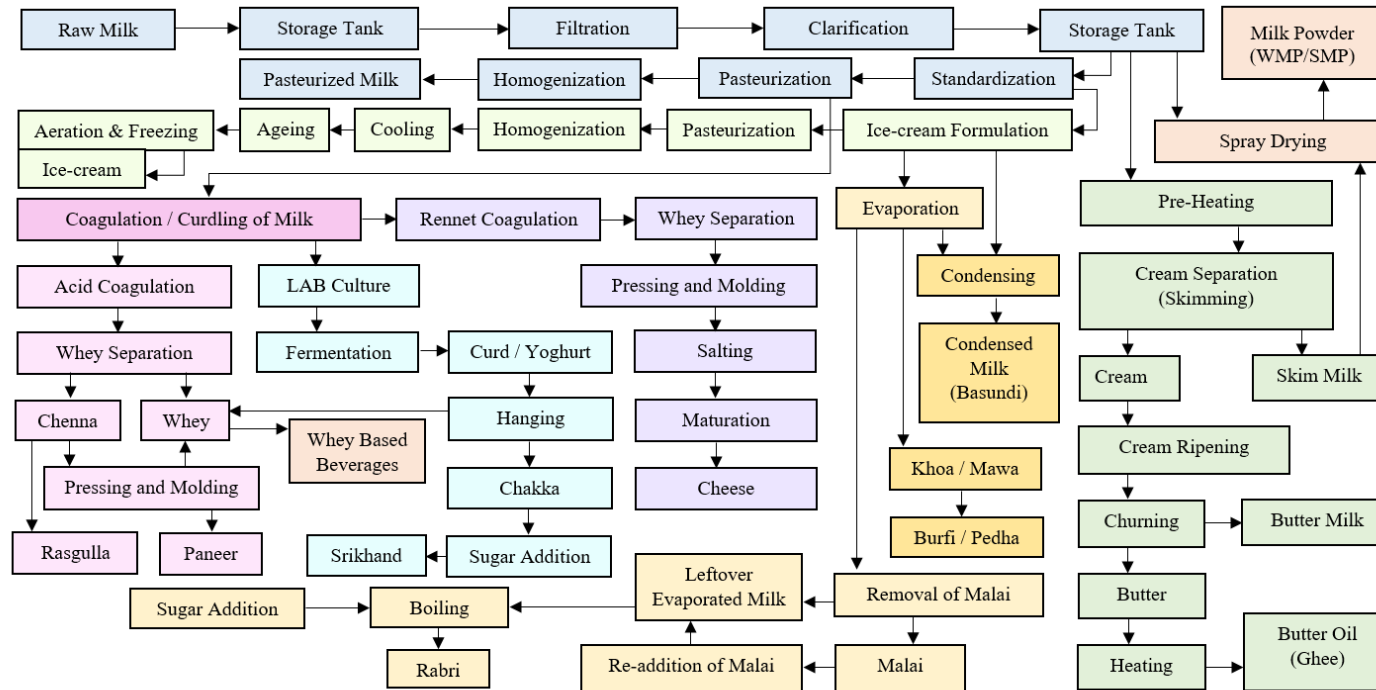 Raw Milk
Storage Tank
Filtration
Clarification
Storage Tank
Milk Powder
(WMP/SMP)
Pasteurized Milk
Homogenization
Pasteurization
Standardization
Aeration & Freezing
Ageing
Cooling
Homogenization
Pasteurization
Ice-cream Formulation
Spray Drying
Ice-cream
Coagulation / Curdling of Milk
Rennet Coagulation
Whey Separation
Evaporation
Pre-Heating
Acid Coagulation
LAB Culture
Pressing and Molding
Condensing
Cream Separation
(Skimming)
Whey Separation
Fermentation
Curd / Yoghurt
Salting
Condensed
Milk
(Basundi)
Cream
Skim Milk
Chenna
Whey
Hanging
Maturation
Whey Based
Beverages
Cream Ripening
Pressing and Molding
Chakka
Cheese
Khoa / Mawa
Churning
Butter Milk
Rasgulla
Paneer
Srikhand
Sugar Addition
Burfi / Pedha
Sugar Addition
Boiling
Leftover
Evaporated Milk
Removal of Malai
Butter
Rabri
Re-addition of Malai
Malai
Heating
Butter Oil
(Ghee)